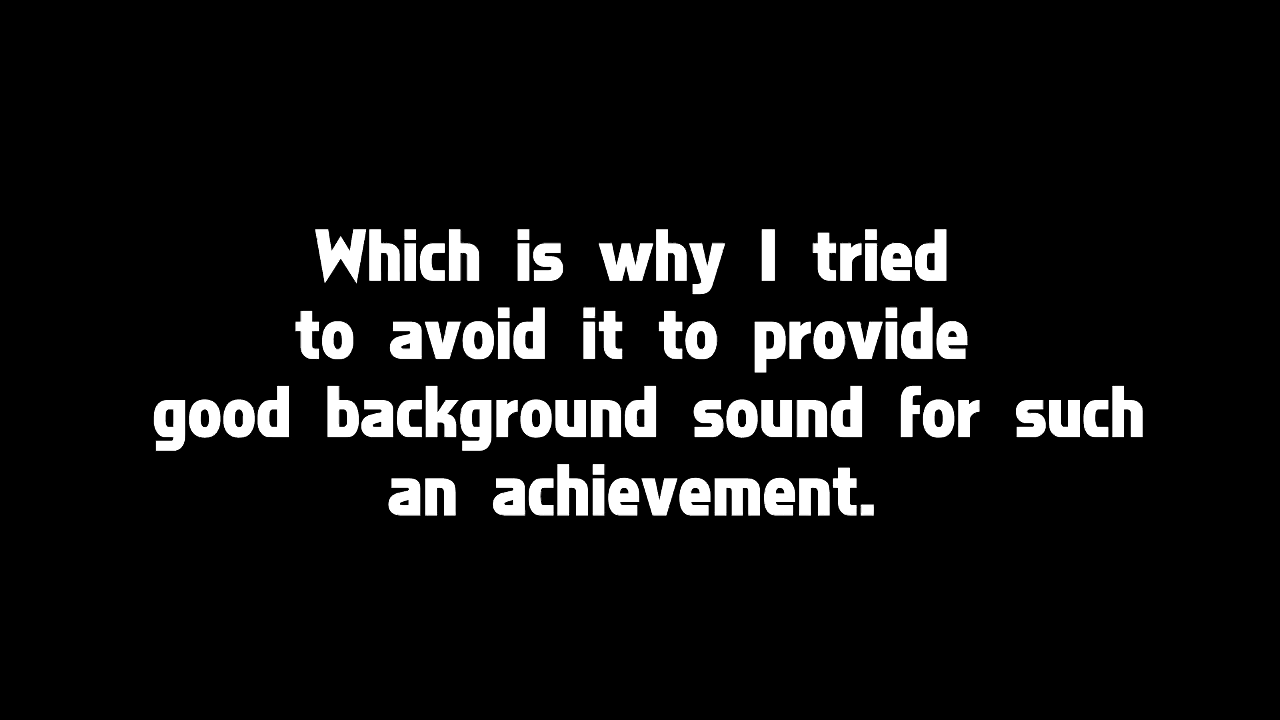 Which is why I tried
to avoid it to provide
good background sound for such
an achievement.